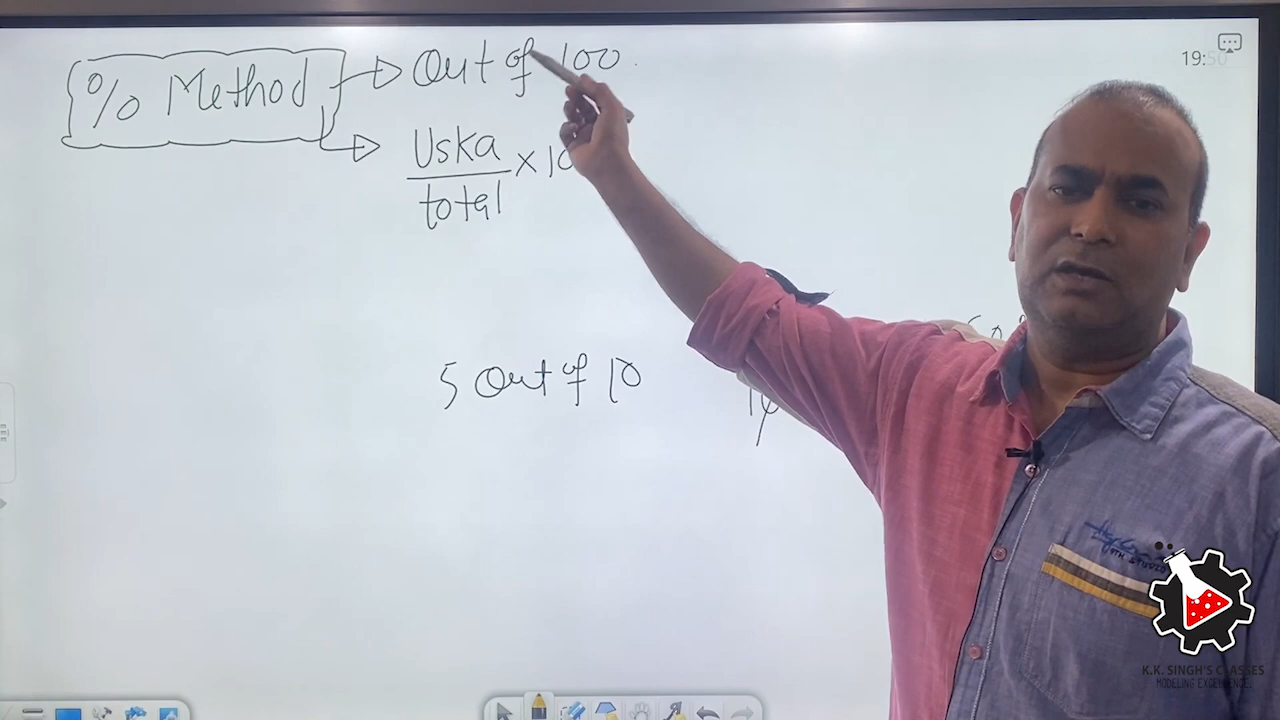 % Method
Out of 100
19:50
Uska
× 10
total
5 Out of 10
K.K. SINGH'S CLASSES
MODELING EXCELLENCE.